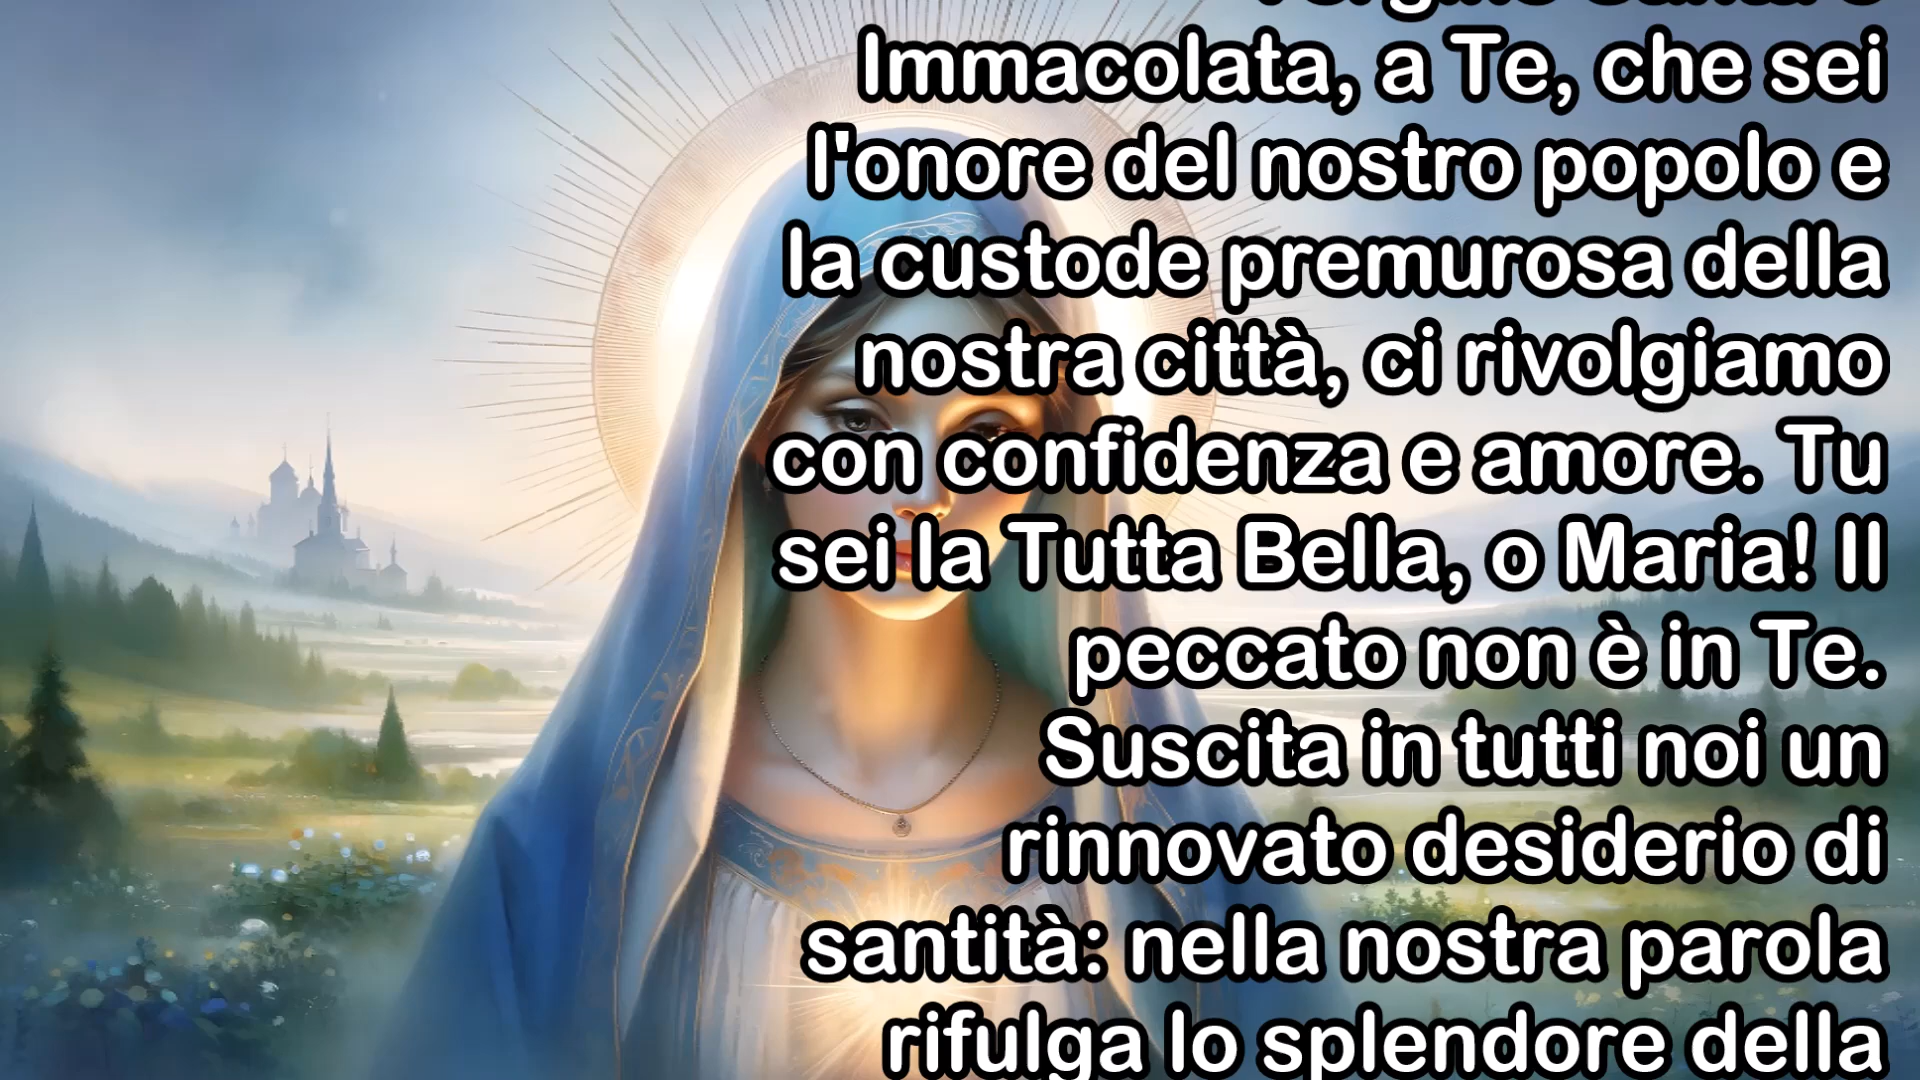 Immacolata, a Te, che sei
l'onore del nostro popolo e
la custode premurosa della
nostra città, ci rivolgiamo
con confidenza e amore. Tu
sei la Tutta Bella, o Maria! Il
peccato non è in Te.
Suscita in tutti noi un
rinnovato desiderio di
santità: nella nostra parola
rifulga lo splendore della